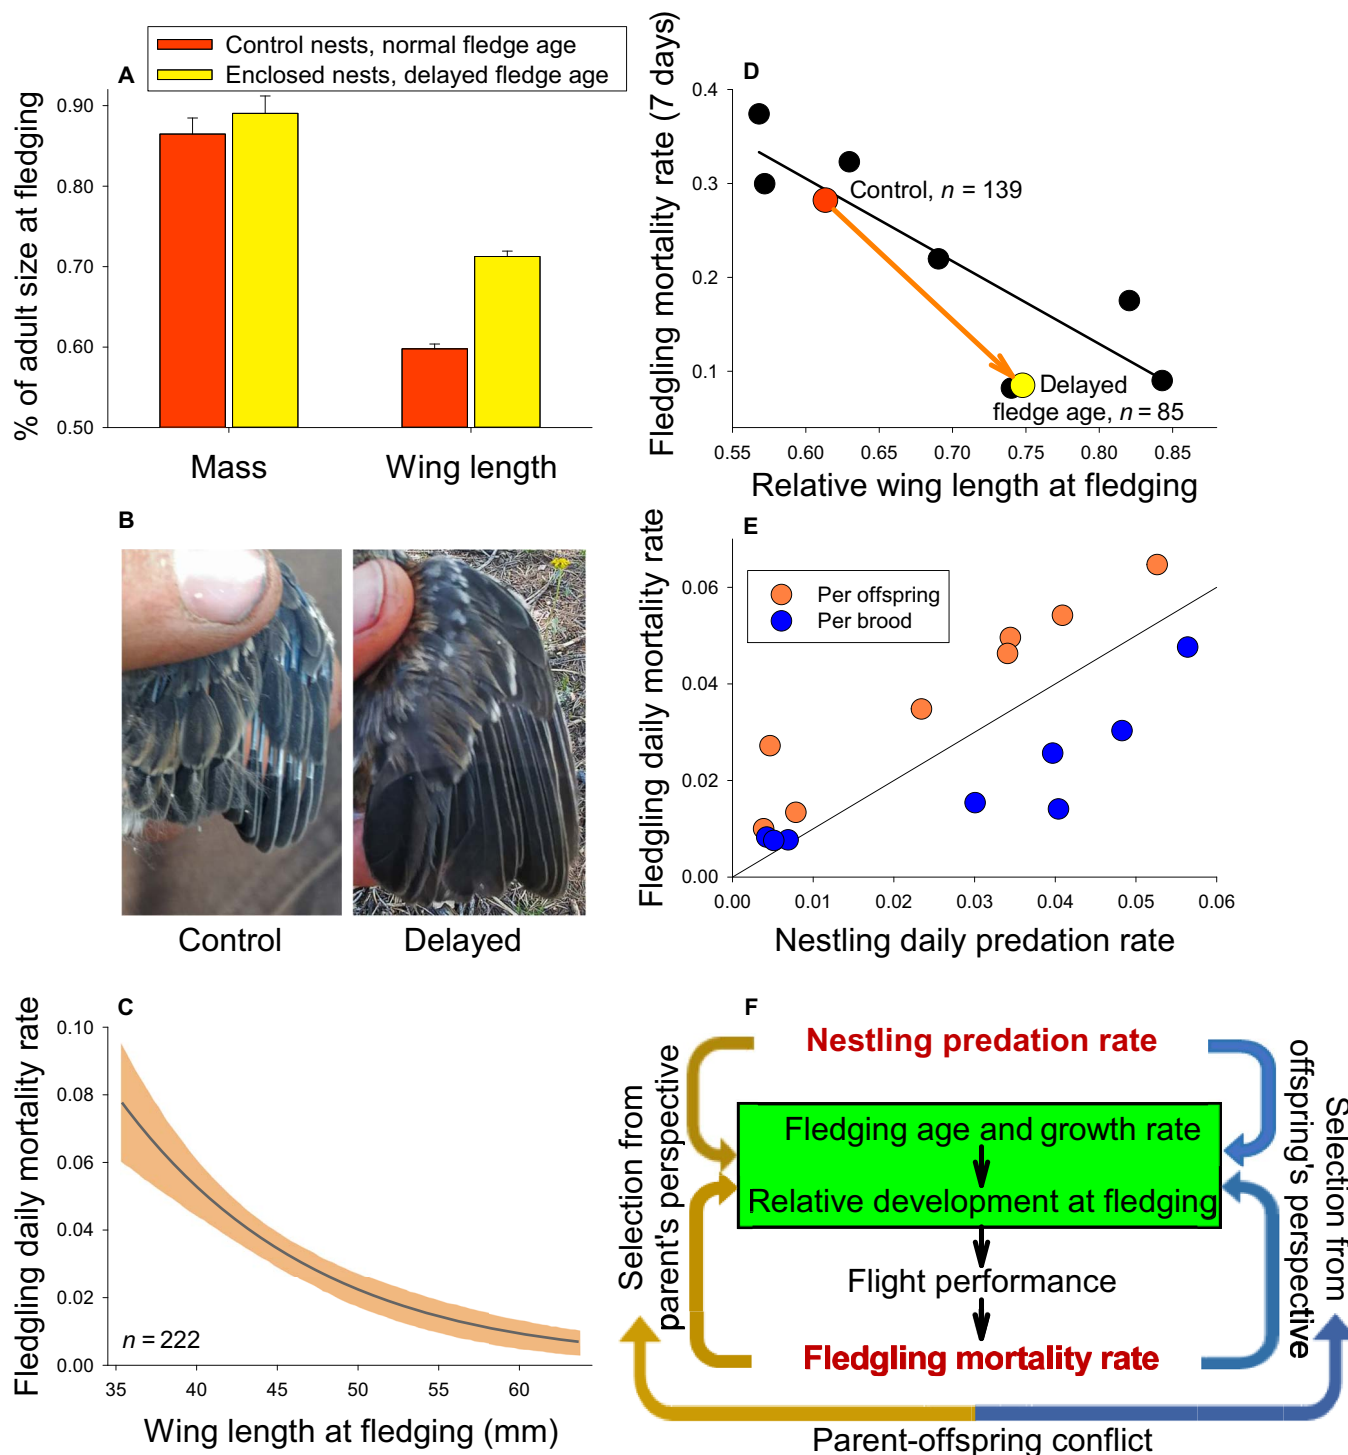 Control nests, normal fledge age
Enclosed nests, delayed fledge age
A
% of adult size at fledging
0.90
0.80
0.70
0.60
0.50
Mass
Wing length
B
Control
Delayed
C
Fledgling daily mortality rate
0.10
0.08
0.06
0.04
0.02
0.00
n = 222
35
40
45
50
55
60
Wing length at fledging (mm)
D
Fledgling mortality rate (7 days)
0.4
0.3
0.2
0.1
Control, n = 139
Delayed
fledge age, n = 85
0.55
0.60
0.65
0.70
0.75
0.80
0.85
Relative wing length at fledging
E
Fledgling daily mortality rate
0.06
0.04
0.02
0.00
Per offspring
Per brood
0.00
0.01
0.02
0.03
0.04
0.05
0.06
Nestling daily predation rate
F
Selection from
parent's perspective
Nestling predation rate
Fledging age and growth rate
Relative development at fledging
Flight performance
Fledgling mortality rate
Selection from
offspring's perspective
Parent-offspring conflict